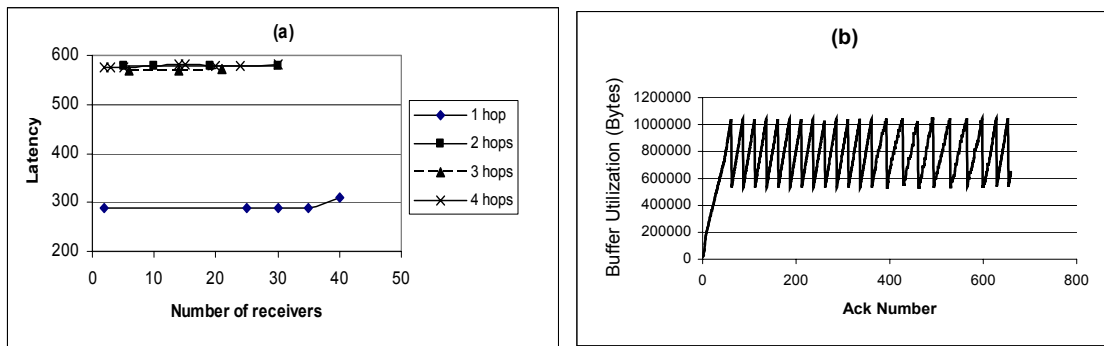 (a)
600
500
400
300
200
0 10 20 30 40 50
Latency
Number of receivers
1 hop
2 hops
3 hops
4 hops
(b)
1200000
1000000
800000
600000
400000
200000
0
0 200 400 600 800
Buffer Utilization (Bytes)
Ack Number